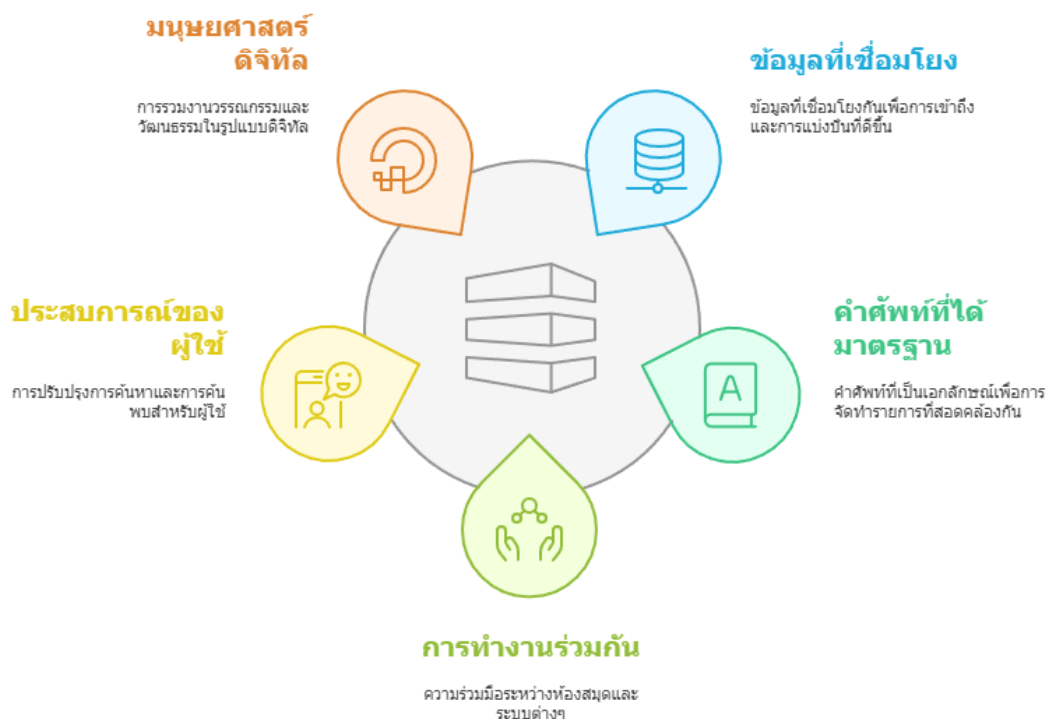 มนุษยศาสตร์
ดิจิทัล
การรวมงานวรรณกรรมและ
วัฒนธรรมในรูปแบบดิจิทัล
ข้อมูลที่เชื่อมโยง
ข้อมูลที่เชื่อมโยงกันเพื่อการเข้าถึง
และการแบ่งปันที่ดีขึ้น
ประสบการณ์ของ
ผู้ใช้
การปรับปรุงการค้นหาและการค้น
พบสำหรับผู้ใช้
คำศัพท์ที่ได้
มาตรฐาน
คำศัพท์ที่เป็นเอกลักษณ์เพื่อการ
จัดทำรายการที่สอดคล้องกัน
A
การทำงานร่วมกัน
ความร่วมมือระหว่างห้องสมุดและ
ระบบต่างๆ